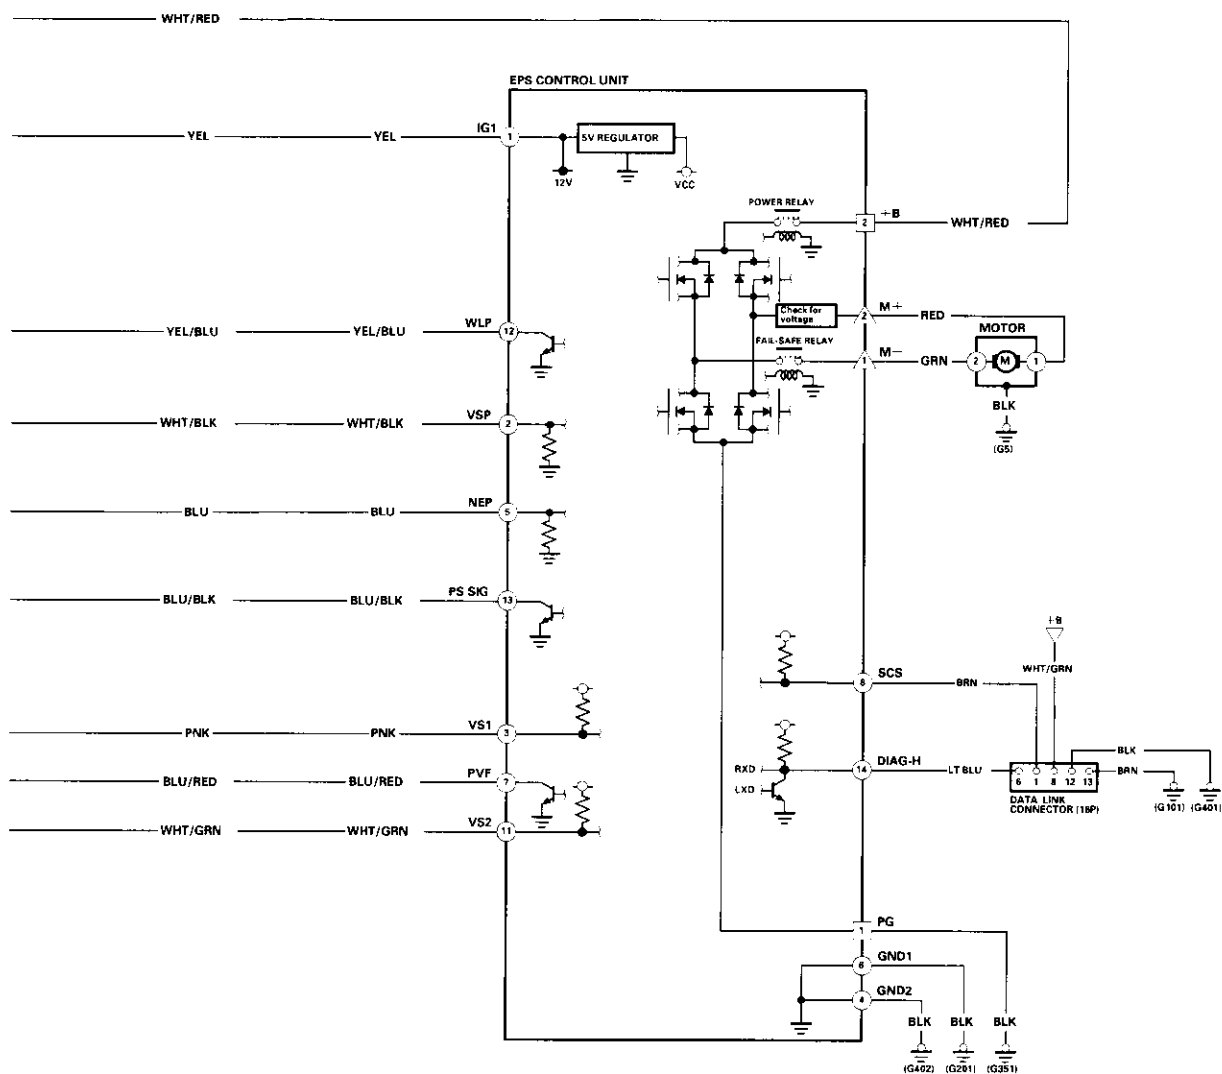 WHT/RED
EPS CONTROL UNIT
YEL YEL IG1 1 5V REGULATOR
12V VCC
POWER RELAY
2 +B WHT/RED
Check for voltage
2 M+ RED
MOTOR
FAIL-SAFE RELAY
1 M- GRN 2 M 1
BLK
(G5)
YEL/BLU YEL/BLU WLP 12
WHT/BLK WHT/BLK VSP 2
BLU BLU NEP 5
BLU/BLK BLU/BLK PS SIG 13
+B
WHT/GRN
8 SCS BRN
PNK PNK VS1 3
BLK
RXD 14 DIAG-H LT BLU 6 1 8 12 13 BRN
DATA LINK
CONNECTOR (16P)
(G101) (G401)
BLU/RED BLU/RED PVF 7
WHT/GRN WHT/GRN VS2 11
1 PG
6 GND1
4 GND2
BLK BLK BLK
(G402) (G201) (G351)